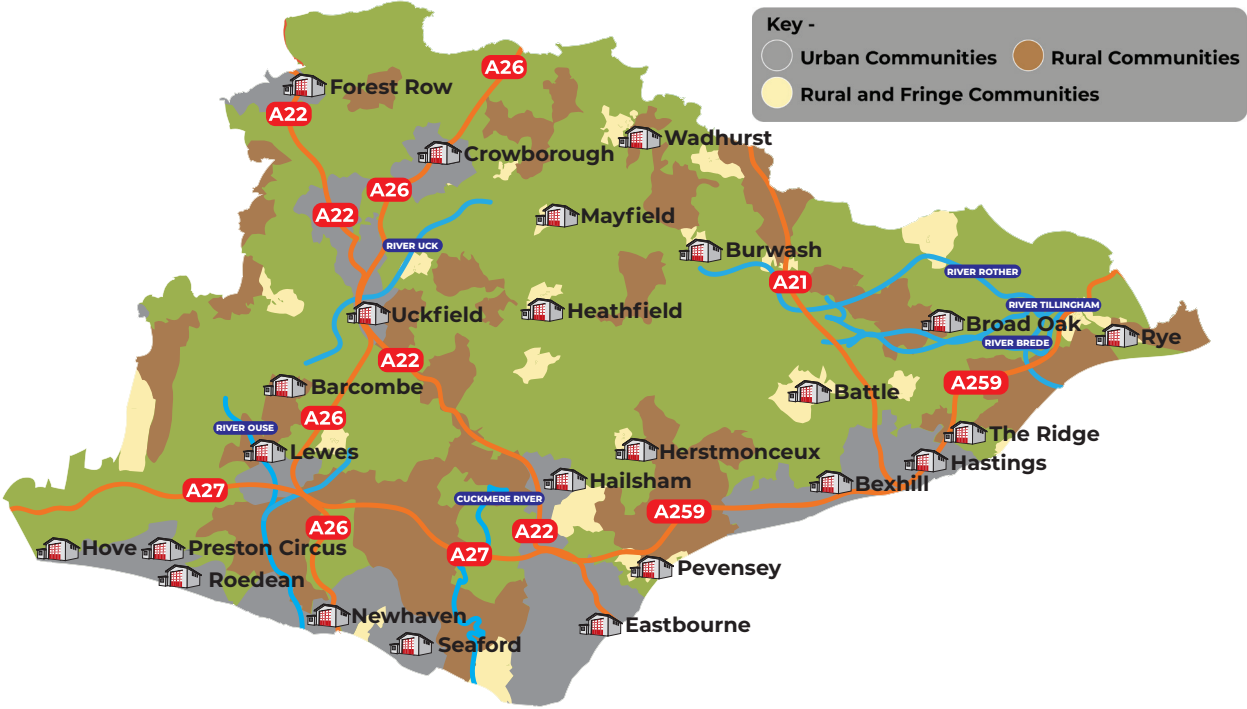 Key -
Urban Communities
Rural Communities
Rural and Fringe Communities
A26
Forest Row
A22
Wadhurst
Crowborough
A26
A22
Mayfield
RIVER UCK
Burwash
RIVER ROTHER
A21
RIVER TILLINGHAM
Heathfield
Uckfield
Broad Oak
Rye
RIVER BREDE
A22
Barcombe
A259
Battle
A26
RIVER OUSE
The Ridge
Lewes
Herstmonceux
Hastings
Hailsham
Bexhill
A27
CUCKMERE RIVER
A259
A26
A22
Hove
Preston Circus
A27
Pevensey
Roedean
Newhaven
Eastbourne
Seaford